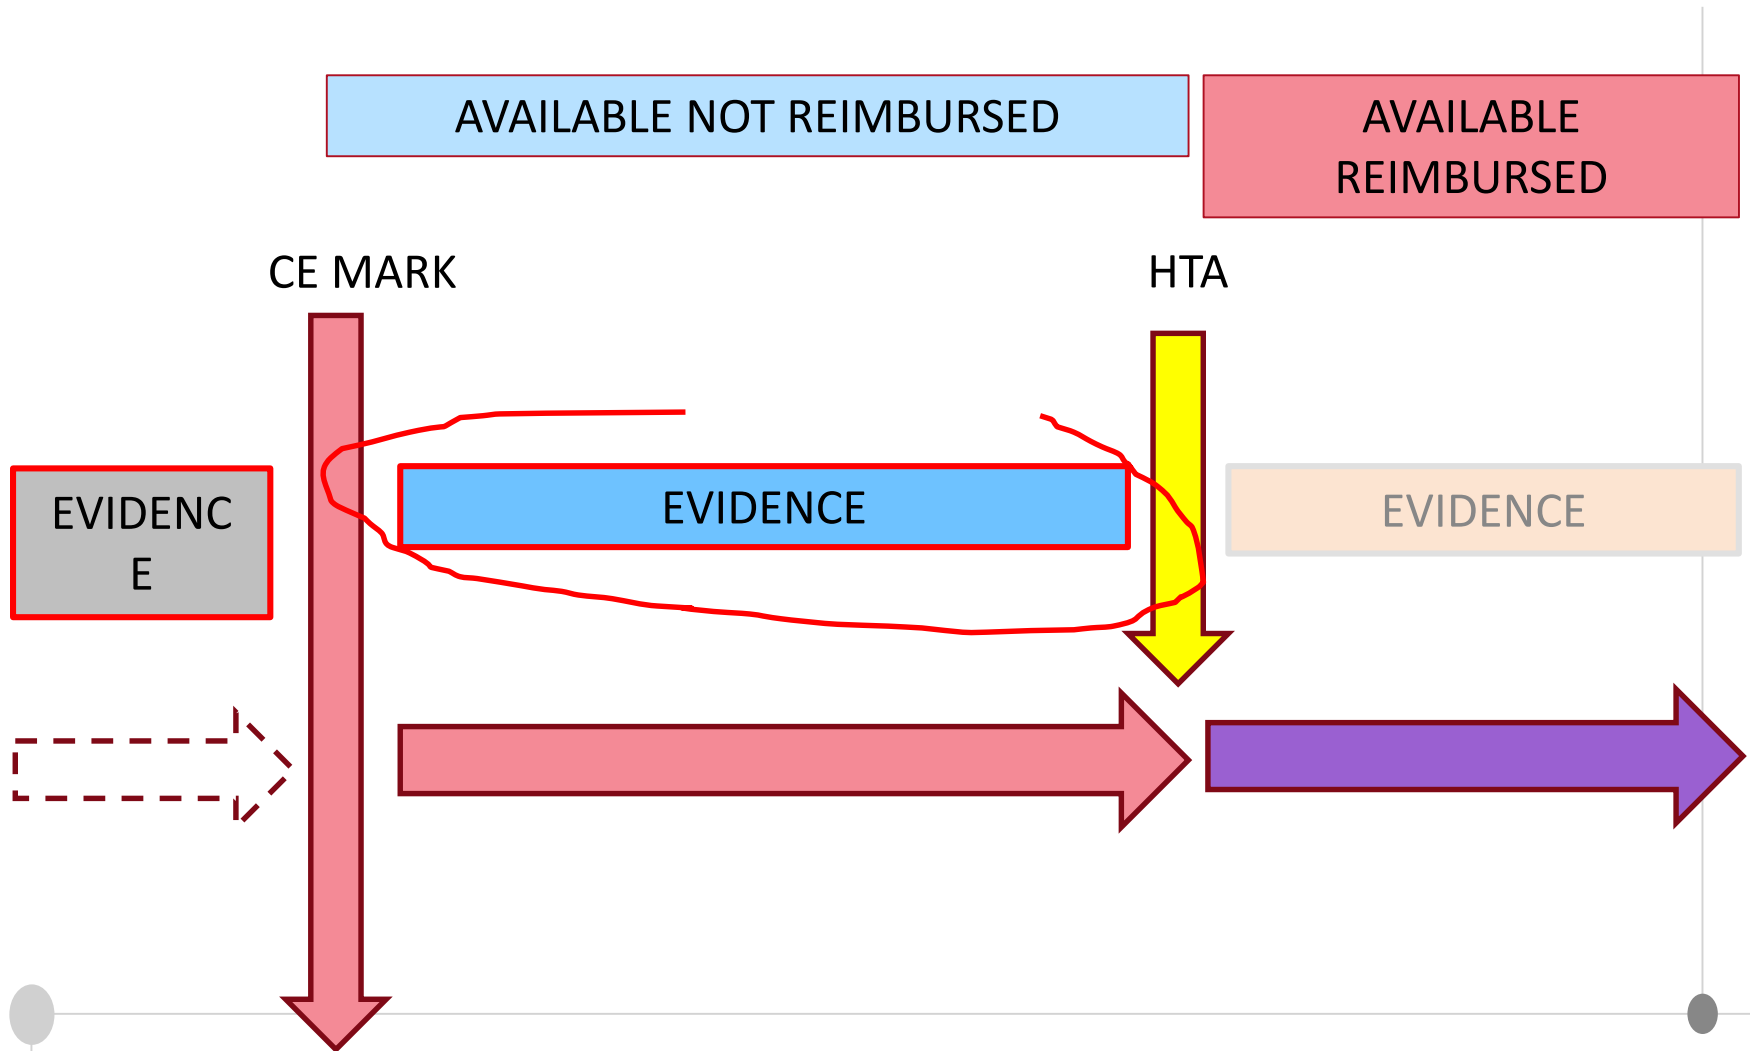 AVAILABLE NOT REIMBURSED
AVAILABLE
REIMBURSED
CE MARK
HTA
EVIDENC
E
EVIDENCE
EVIDENCE